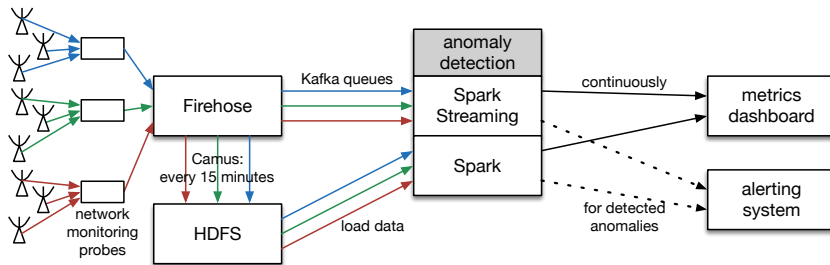 anomaly
detection
Kafka queues
continuously
Firehose
Spark
Streaming
metrics
dashboard
Camus:
every 15 minutes
Spark
network
monitoring
probes
HDFS
load data
for detected
anomalies
alerting
system